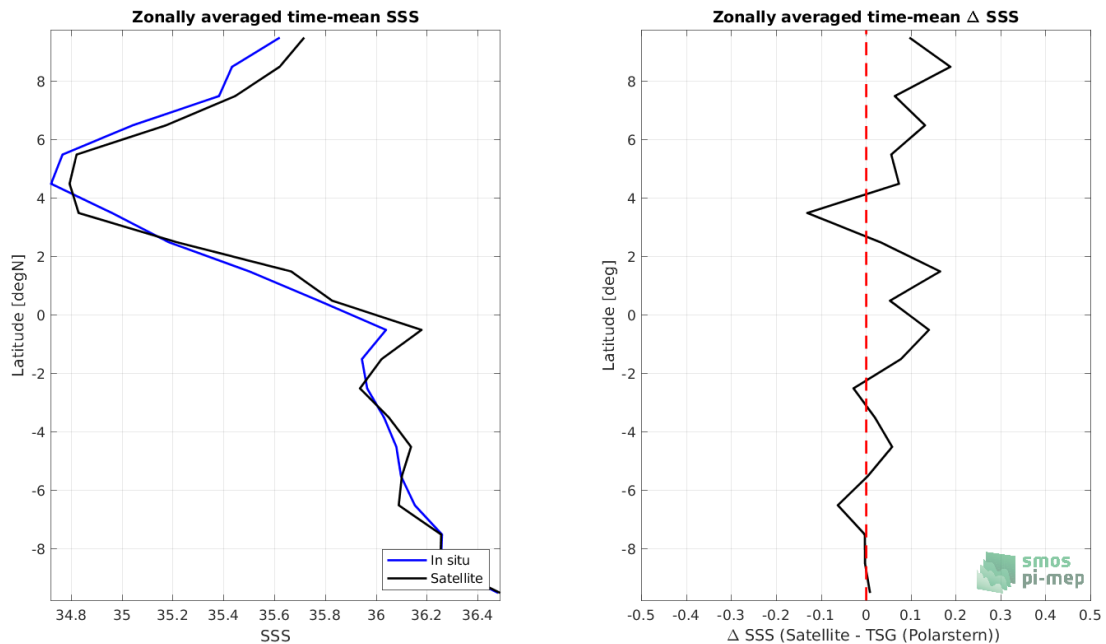 Zonally averaged time-mean SSS
8
6
4
2
0
-2
-4
-6
-8
Latitude [degN]
34.8 35 35.2 35.4 35.6 35.8 36 36.2 36.4
SSS
In situ
Satellite
Zonally averaged time-mean Δ SSS
8
6
4
2
0
-2
-4
-6
-8
Latitude [deg]
-0.5 -0.4 -0.3 -0.2 -0.1 0 0.1 0.2 0.3 0.4 0.5
Δ SSS (Satellite - TSG (Polarstern))
smos
pi-mep